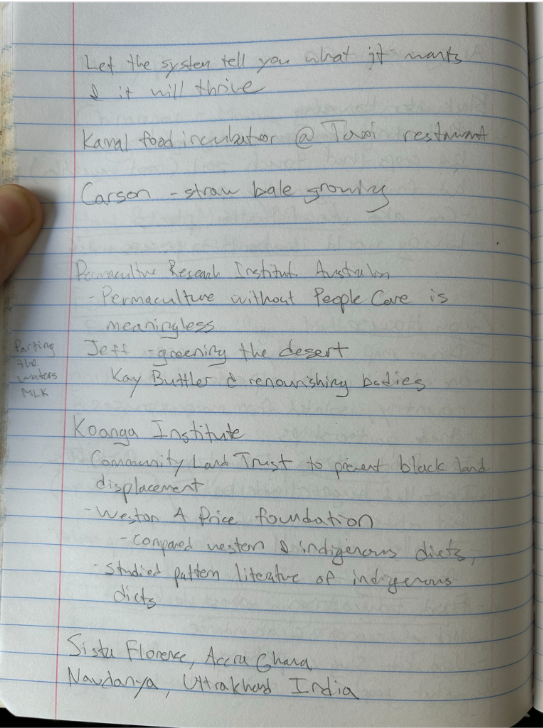 Let the system tell you what it wants
& it will thrive
Kamal food incubator @ Tawi restaurant
Carson - straw bale growing
Permaculture Research Institut. Australia
- Permaculture without People Care is
meaningless
Parting
the
waters
MLK
Jeff - greening the desert
Kay Buttler & renourishing bodies
Koanga Institute
Community Land Trust to prevent black land
displacement
- Weston A Price foundation
- compared western & indigenous diets,
- studied pattern literature of indigenous
diets
Sista Florence, Accra Ghana
Navdanya, Uttrakhand India